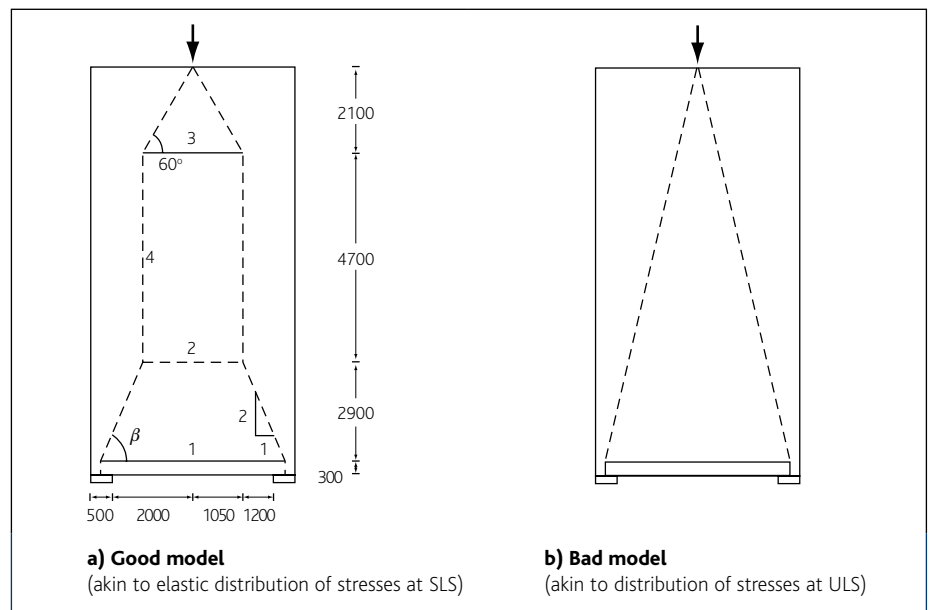 2100
3
60°
4
4700
2
2
β
1
1
2900
300
500 2000 1050 1200
a) Good model
(akin to elastic distribution of stresses at SLS)
b) Bad model
(akin to distribution of stresses at ULS)